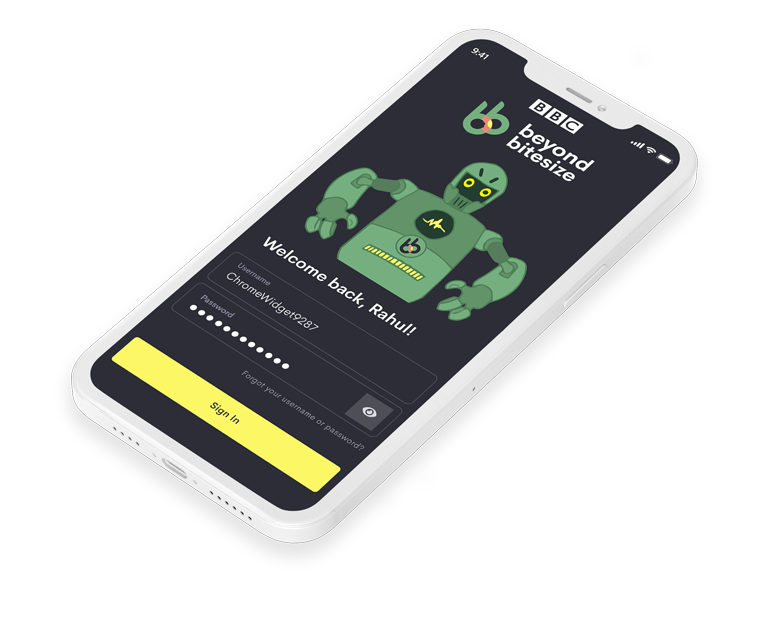 9:41
BBC
beyond
bitesize
Welcome back, Rahul!
Username
ChromeWidget9287
Password
Forgot your username or password?
Sign In